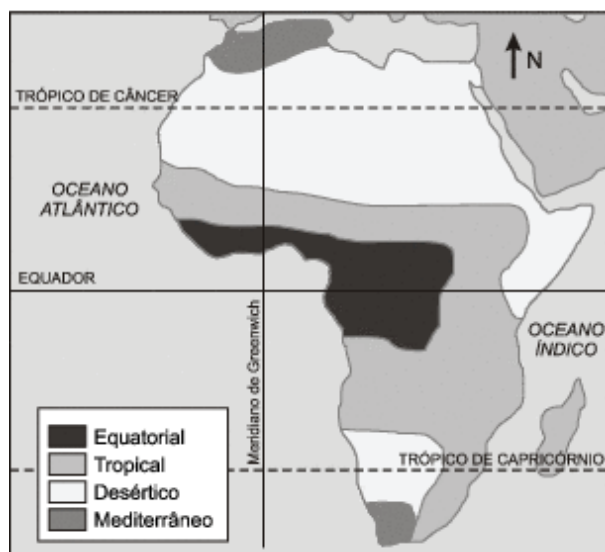 N
TRÓPICO DE CÂNCER
OCEANO
ATLÂNTICO
EQUADOR
Meridiano de Greenwich
OCEANO
ÍNDICO
TRÓPICO DE CAPRICÓRNIO
Equatorial
Tropical
Desértico
Mediterrâneo